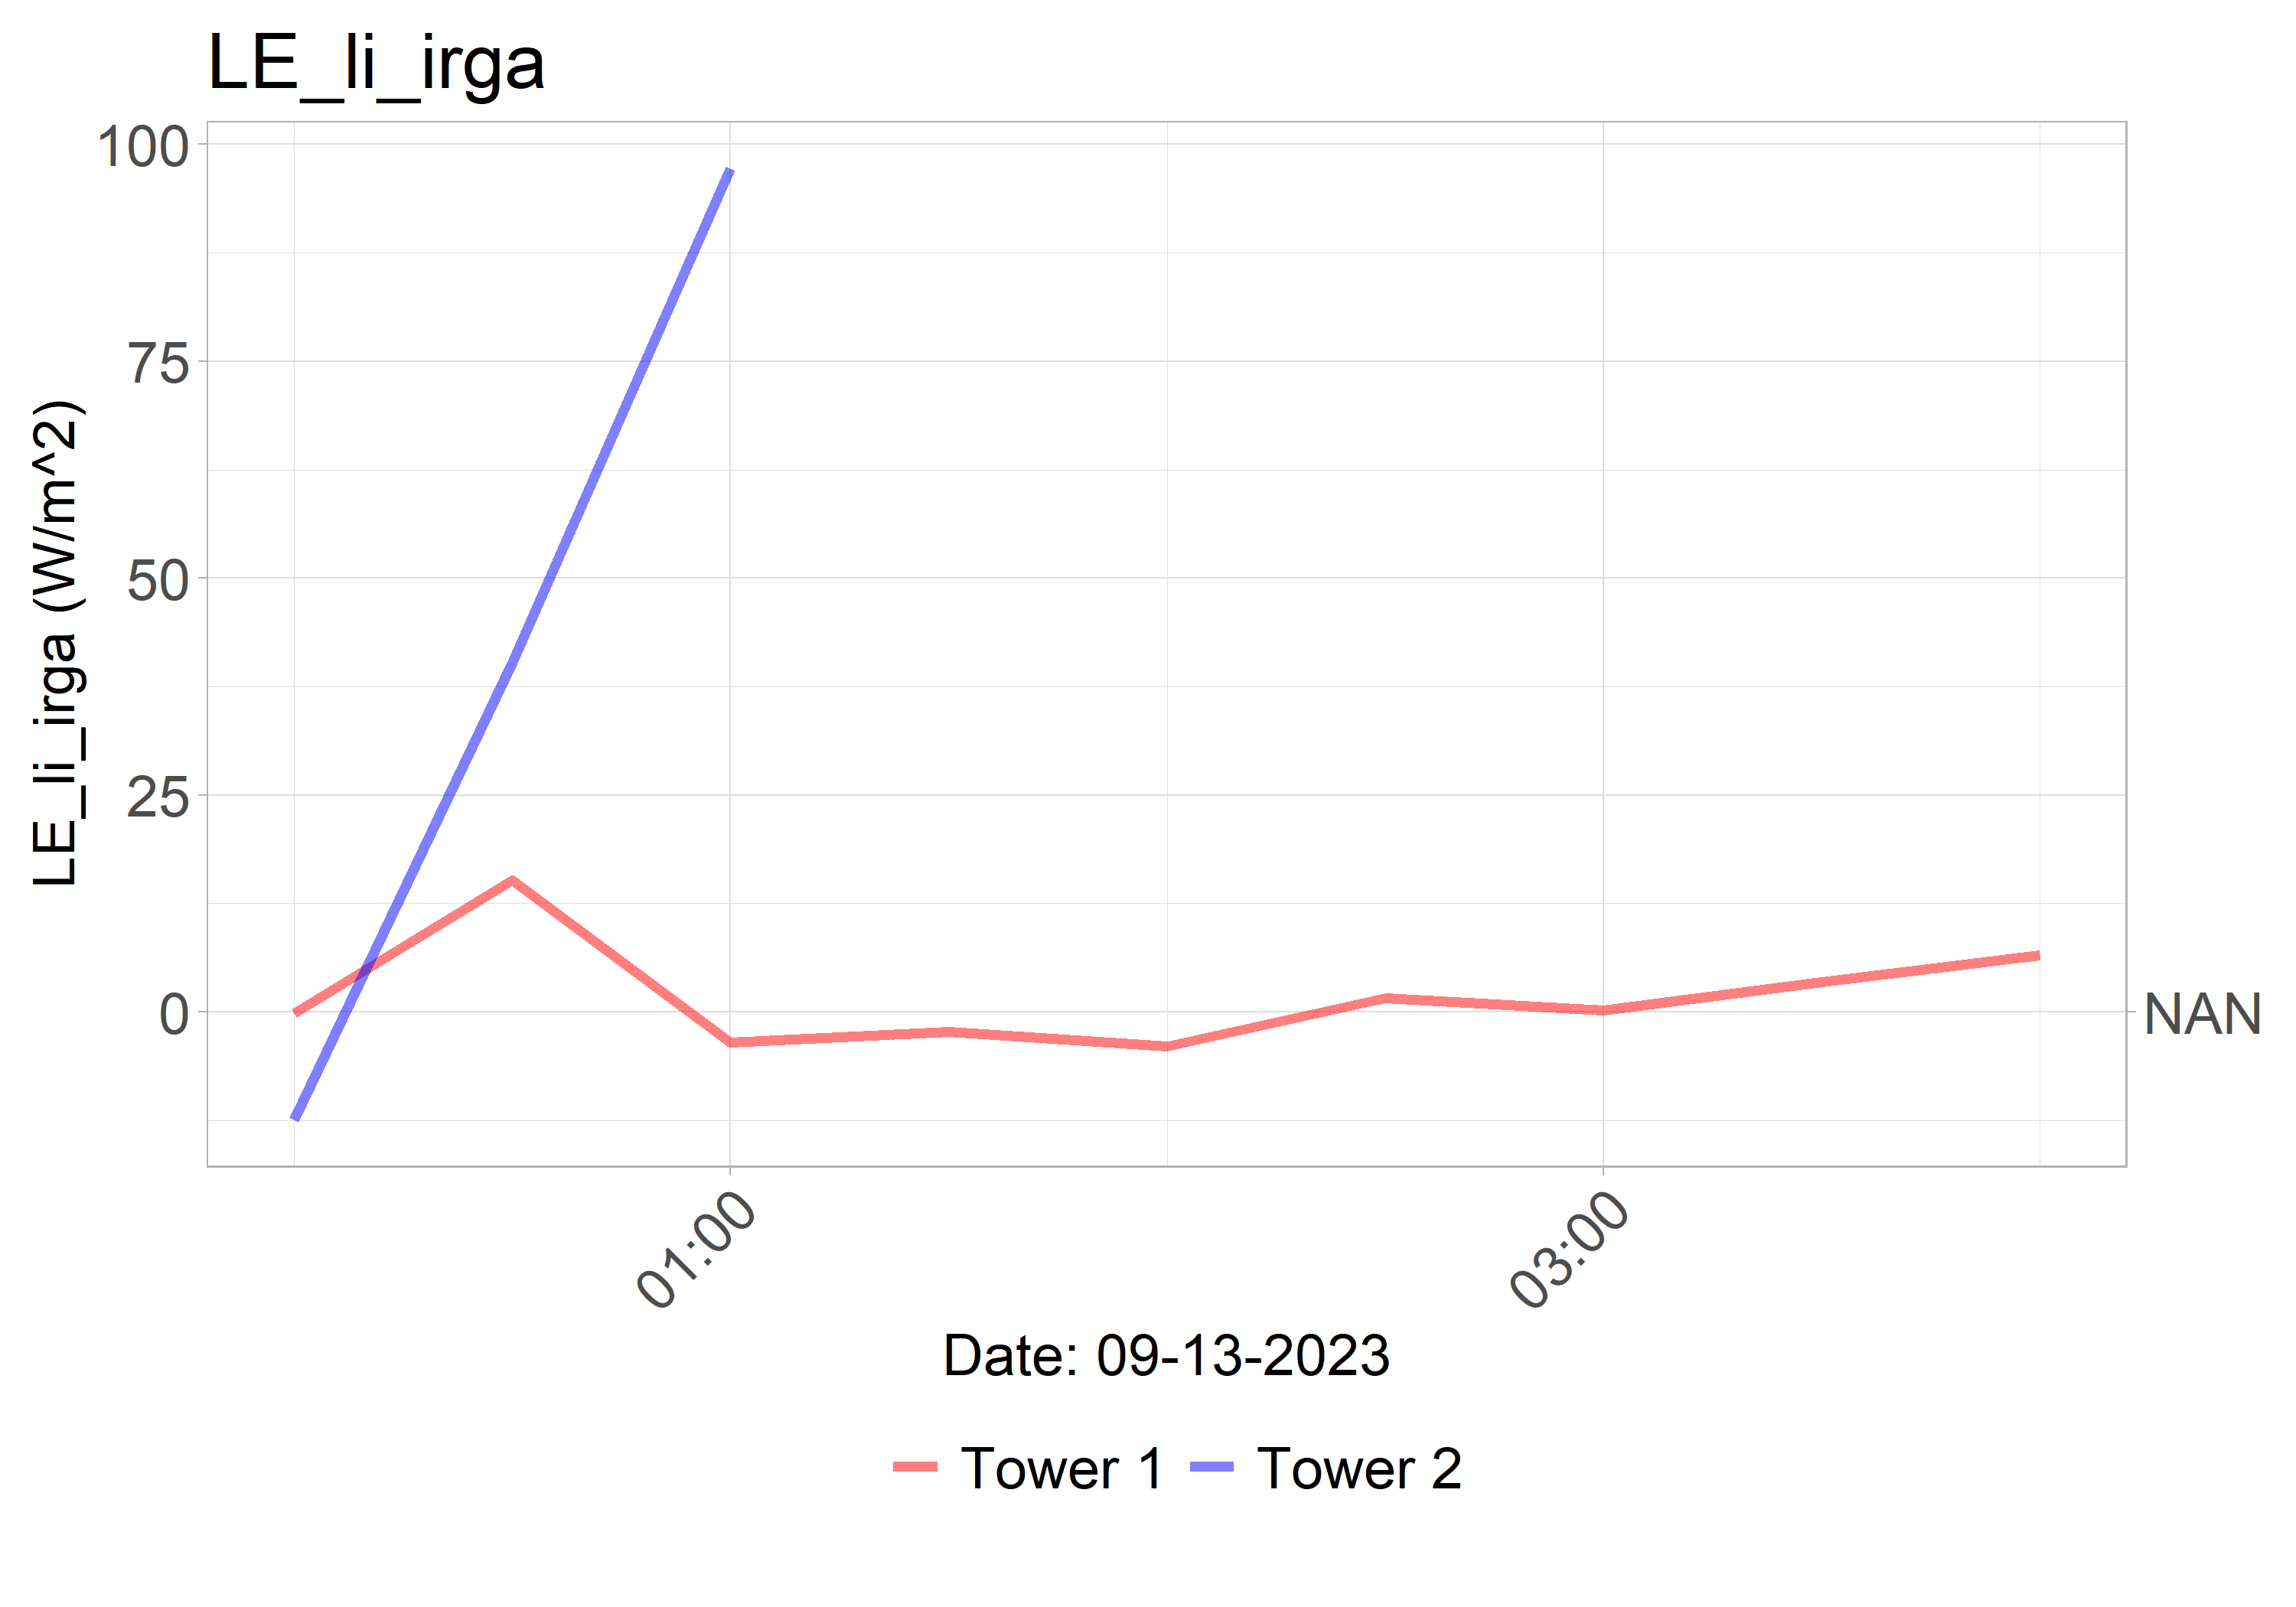 LE_li_irga
100
75
50
25
0
LE_li_irga (W/m^2)
NAN
01:00
03:00
Date: 09-13-2023
Tower 1
Tower 2